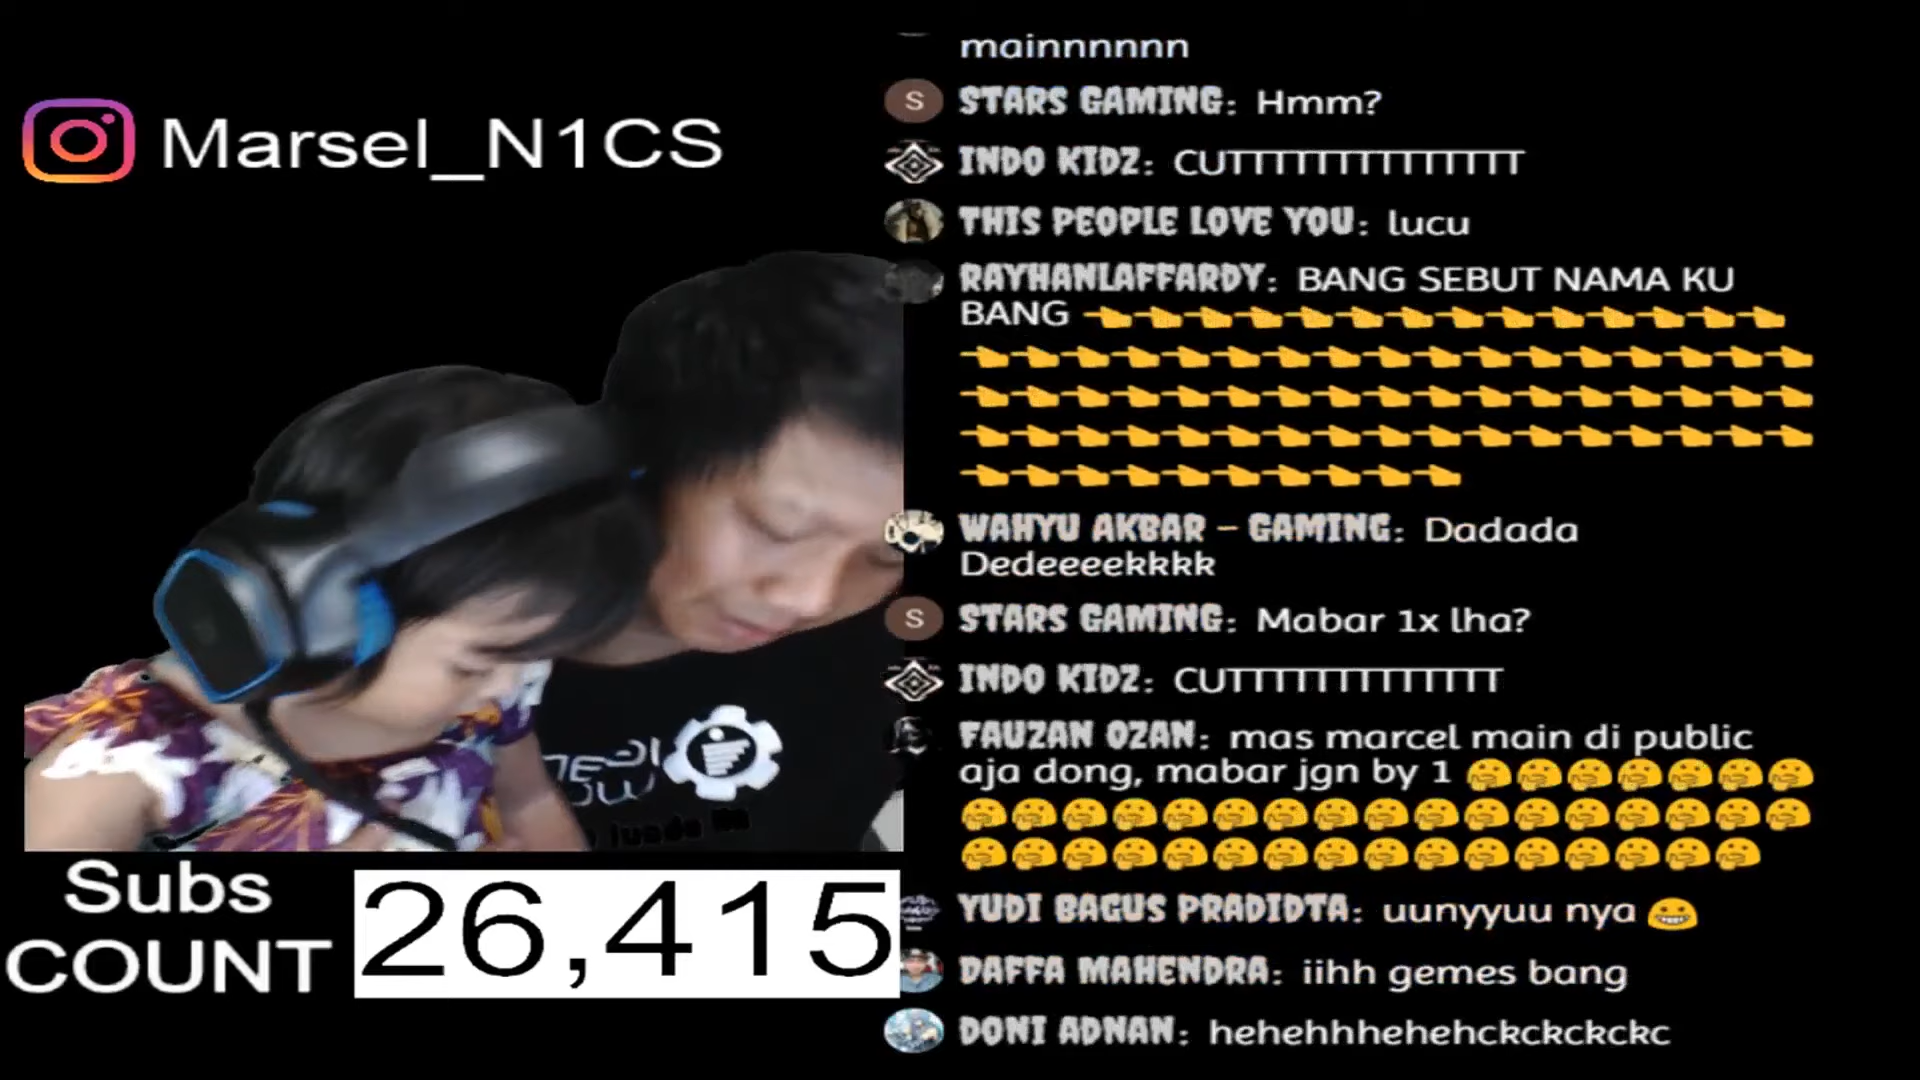 Marsel_N1CS
Subs
COUNT
26,415
mainnnnnn
STARS GAMING: Hmm?
INDO KIDZ: CUTTTTTTTTTTTTTTT
THIS PEOPLE LOVE YOU: lucu
RAYHANLAFFARDY: BANG SEBUT NAMA KU
BANG 👈👈👈👈👈👈👈👈👈👈👈👈👈👈
👈👈👈👈👈👈👈👈👈👈👈👈👈👈👈👈👈
👈👈👈👈👈👈👈👈👈👈👈👈👈👈👈👈👈
👈👈👈👈👈👈👈👈👈👈👈👈👈👈👈👈👈
👈👈👈👈👈👈👈👈👈👈
WAHYU AKBAR - GAMING: Dadada
Dedeeeekkkk
S STARS GAMING: Mabar 1x lha?
INDO KIDZ: CUTTTTTTTTTTTTTT
FAUZAN OZAN: mas marcel main di public
aja dong, mabar jgn by 1 🤔🤔🤔🤔🤔🤔🤔
🤔🤔🤔🤔🤔🤔🤔🤔🤔🤔🤔🤔🤔🤔🤔🤔🤔
🤔🤔🤔🤔🤔🤔🤔🤔🤔🤔🤔🤔🤔🤔🤔🤔
YUDI BAGUS PRADIDTA: uunyyuu nya 😀
DAFFA MAHENDRA: iihh gemes bang
DONI ADNAN: hehehhhehehckckckckc